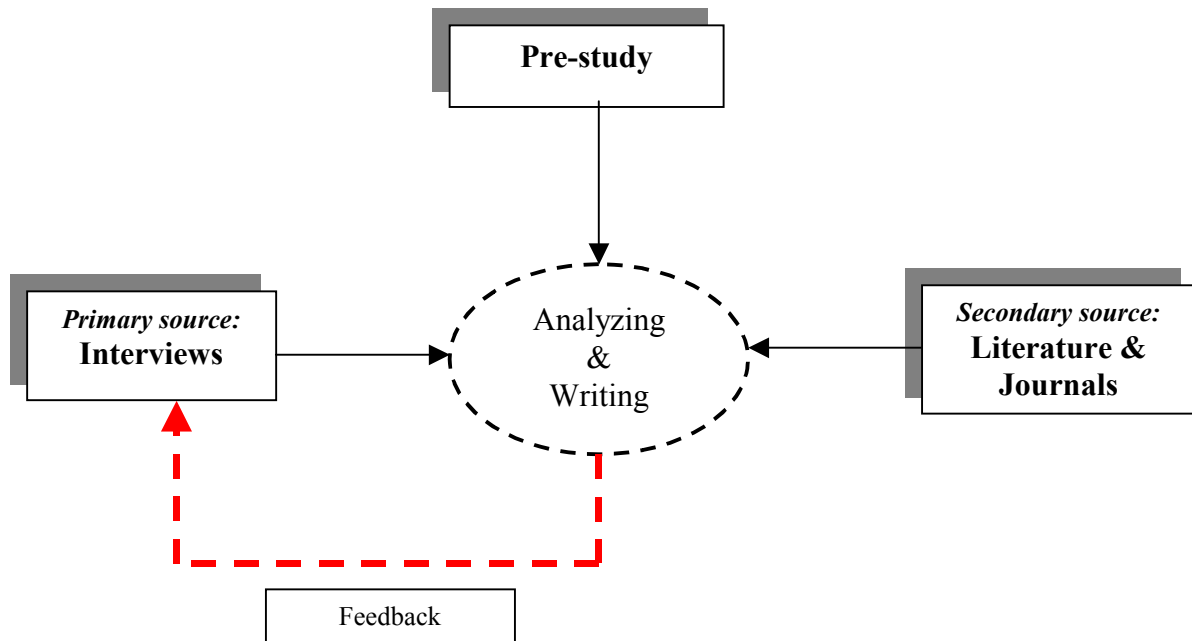 Pre-study
Primary source:
Interviews
Analyzing
&
Writing
Secondary source:
Literature &
Journals
Feedback